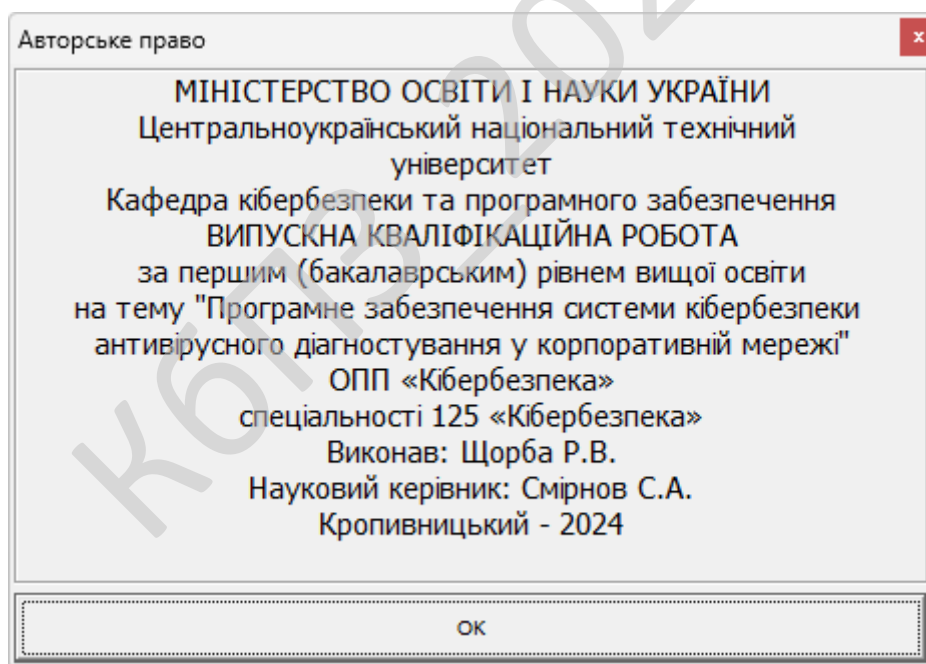 Авторське право
x
МІНІСТЕРСТВО ОСВІТИ І НАУКИ УКРАЇНИ
Центральноукраїнський національний технічний
університет
Кафедра кібербезпеки та програмного забезпечення
ВИПУСКНА КВАЛІФІКАЦІЙНА РОБОТА
за першим (бакалаврським) рівнем вищої освіти
на тему "Програмне забезпечення системи кібербезпеки
антивірусного діагностування у корпоративній мережі"
ОПП «Кібербезпека»
спеціальності 125 «Кібербезпека»
Виконав: Щорба Р.В.
Науковий керівник: Смірнов С.А.
Кропивницький - 2024
ОК